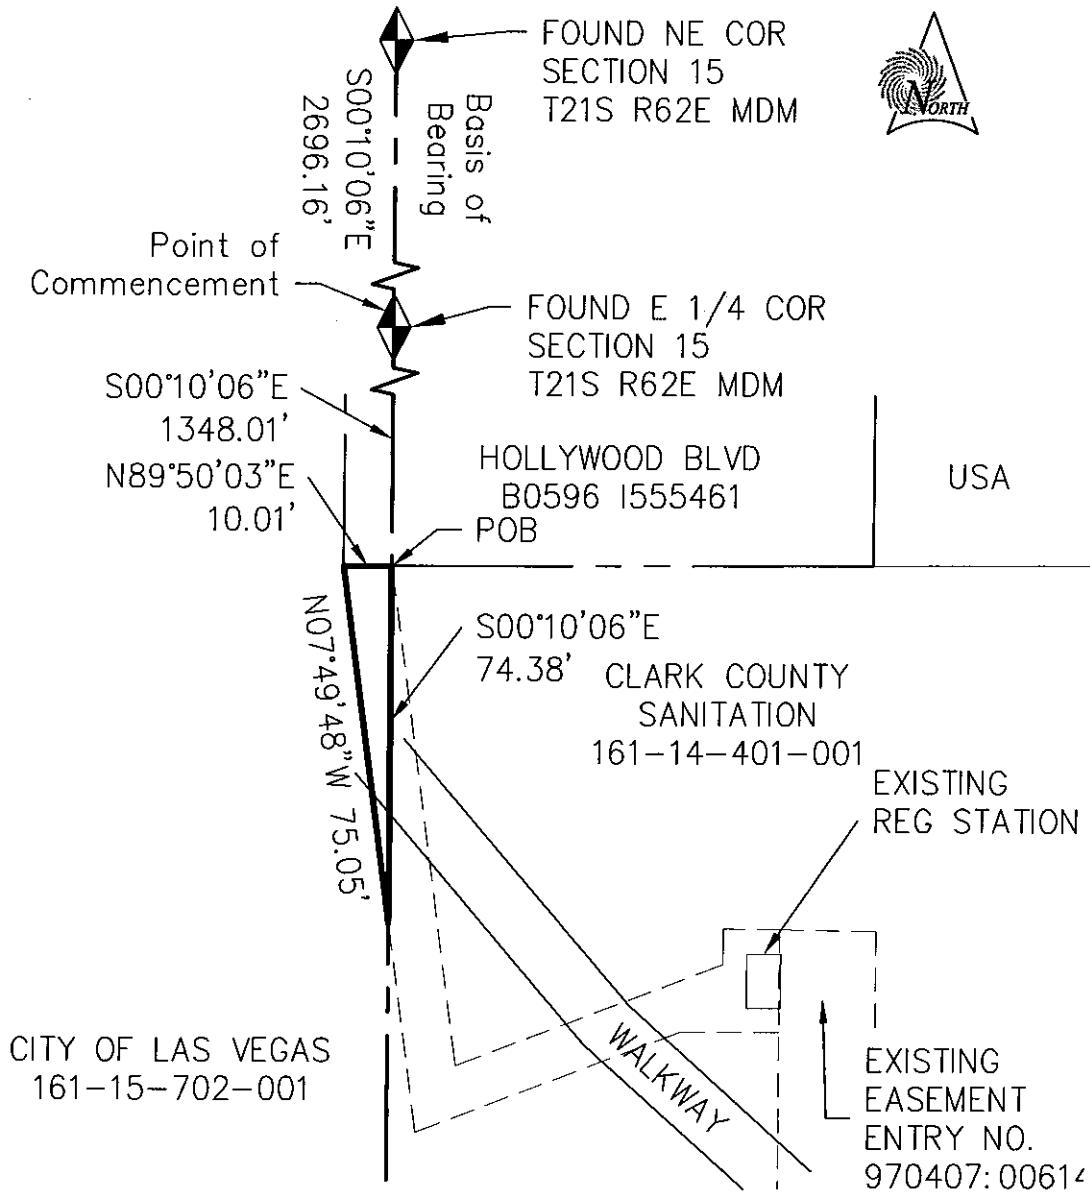 FOUND NE COR
SECTION 15
T21S R62E MDM
NORTH
S00°10'06"E
2696.16'
Basis of
Bearing
Point of
Commencement
FOUND E 1/4 COR
SECTION 15
T21S R62E MDM
S00°10'06"E
1348.01'
N89°50'03"E
10.01'
HOLLYWOOD BLVD
B0596 I555461
USA
POB
N07°49'48"W 75.05'
S00°10'06"E
74.38'
CLARK COUNTY
SANITATION
161-14-401-001
EXISTING
REG STATION
WALKWAY
CITY OF LAS VEGAS
161-15-702-001
EXISTING
EASEMENT
ENTRY NO.
970407:00614